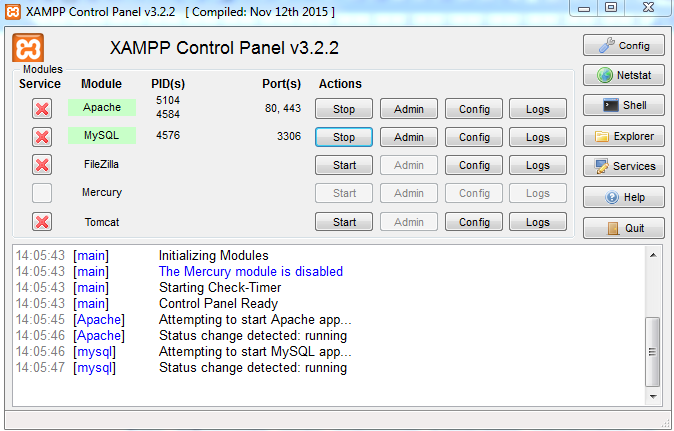 XAMPP Control Panel v3.2.2 [ Compiled: Nov 12th 2015 ]
XAMPP Control Panel v3.2.2
Config
Modules
Service Module PID(s) Port(s) Actions
Netstat
Apache 5104 4584 80, 443 Stop Admin Config Logs
Shell
MySQL 4576 3306 Stop Admin Config Logs
Explorer
FileZilla Start Admin Config Logs
Services
Mercury Start Admin Config Logs
Help
Tomcat Start Admin Config Logs
Quit
14:05:43 [main] Initializing Modules
14:05:43 [main] The Mercury module is disabled
14:05:43 [main] Starting Check-Timer
14:05:43 [main] Control Panel Ready
14:05:45 [Apache] Attempting to start Apache app...
14:05:46 [Apache] Status change detected: running
14:05:46 [mysql] Attempting to start MySQL app...
14:05:47 [mysql] Status change detected: running